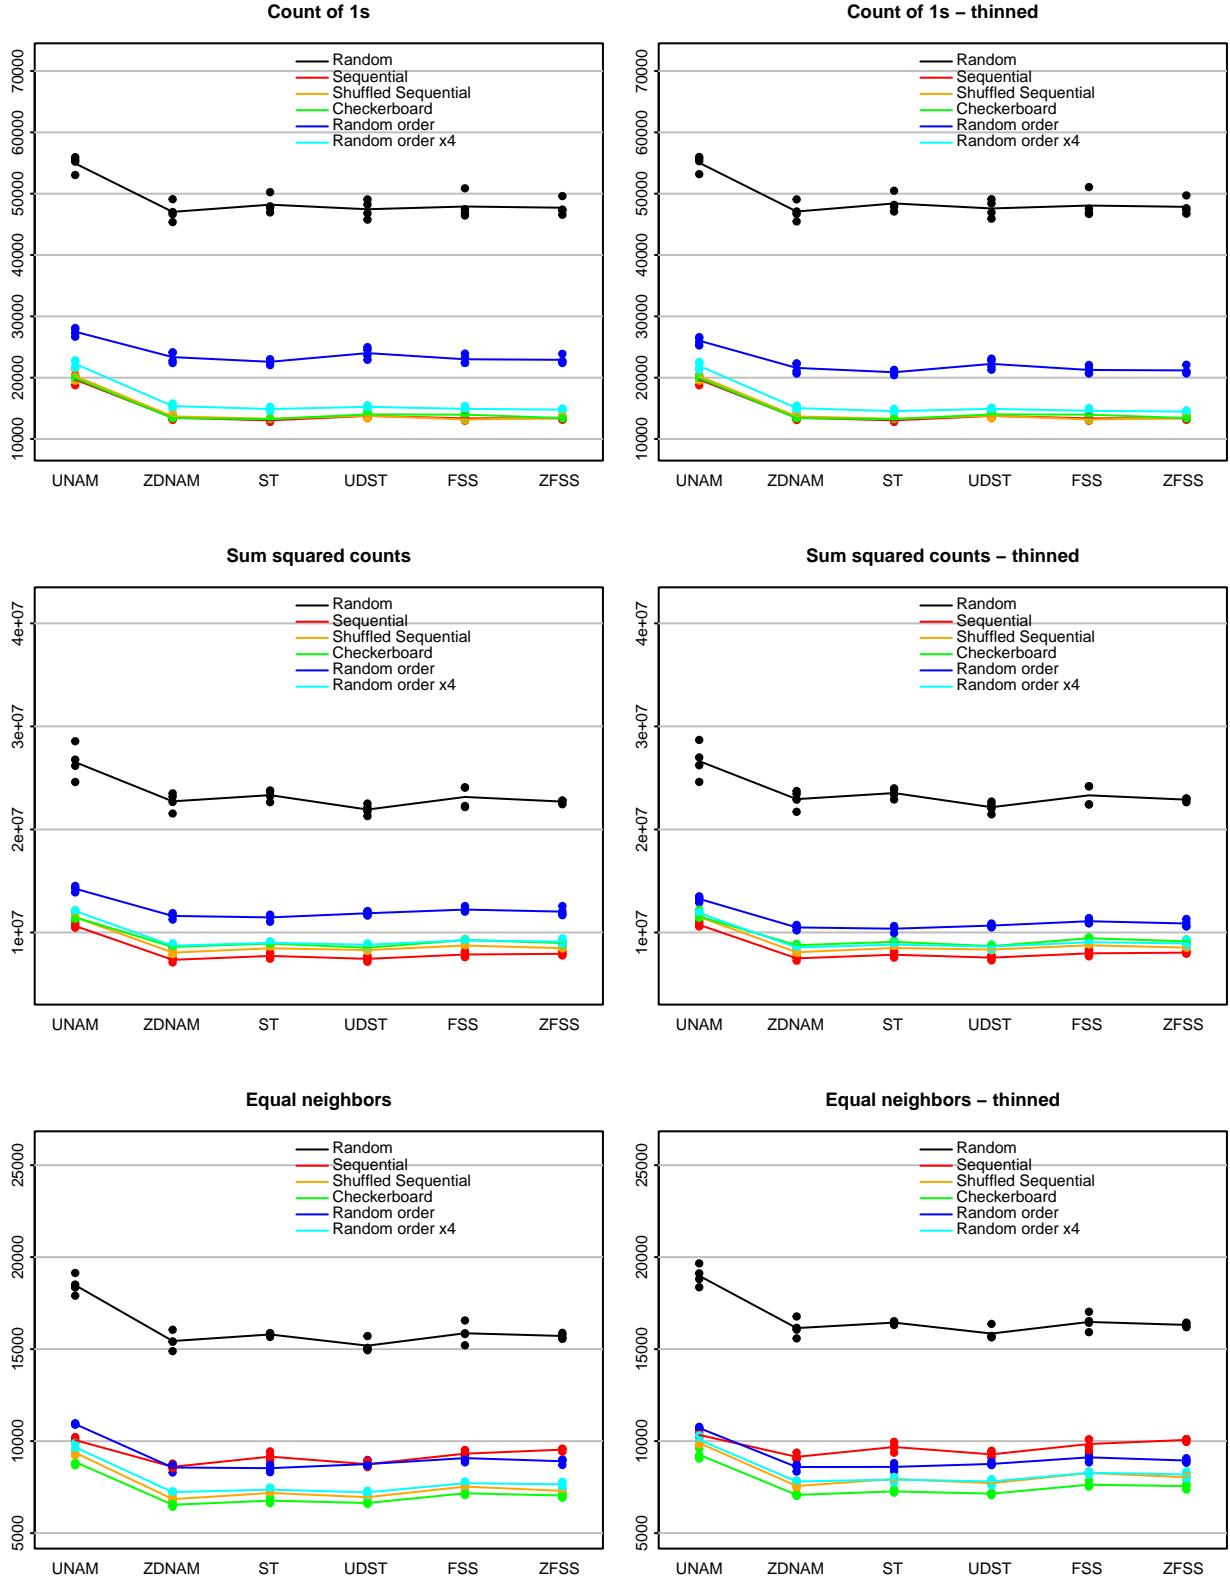 Count of 1s
70000
60000
50000
40000
30000
20000
10000
Random
Sequential
Shuffled Sequential
Checkerboard
Random order
Random order x4
UNAM ZDNAM ST UDST FSS ZFSS
Count of 1s – thinned
70000
60000
50000
40000
30000
20000
10000
Random
Sequential
Shuffled Sequential
Checkerboard
Random order
Random order x4
UNAM ZDNAM ST UDST FSS ZFSS
Sum squared counts
4e+07
3e+07
2e+07
1e+07
Random
Sequential
Shuffled Sequential
Checkerboard
Random order
Random order x4
UNAM ZDNAM ST UDST FSS ZFSS
Sum squared counts – thinned
4e+07
3e+07
2e+07
1e+07
Random
Sequential
Shuffled Sequential
Checkerboard
Random order
Random order x4
UNAM ZDNAM ST UDST FSS ZFSS
Equal neighbors
25000
20000
15000
10000
5000
Random
Sequential
Shuffled Sequential
Checkerboard
Random order
Random order x4
UNAM ZDNAM ST UDST FSS ZFSS
Equal neighbors – thinned
25000
20000
15000
10000
5000
Random
Sequential
Shuffled Sequential
Checkerboard
Random order
Random order x4
UNAM ZDNAM ST UDST FSS ZFSS